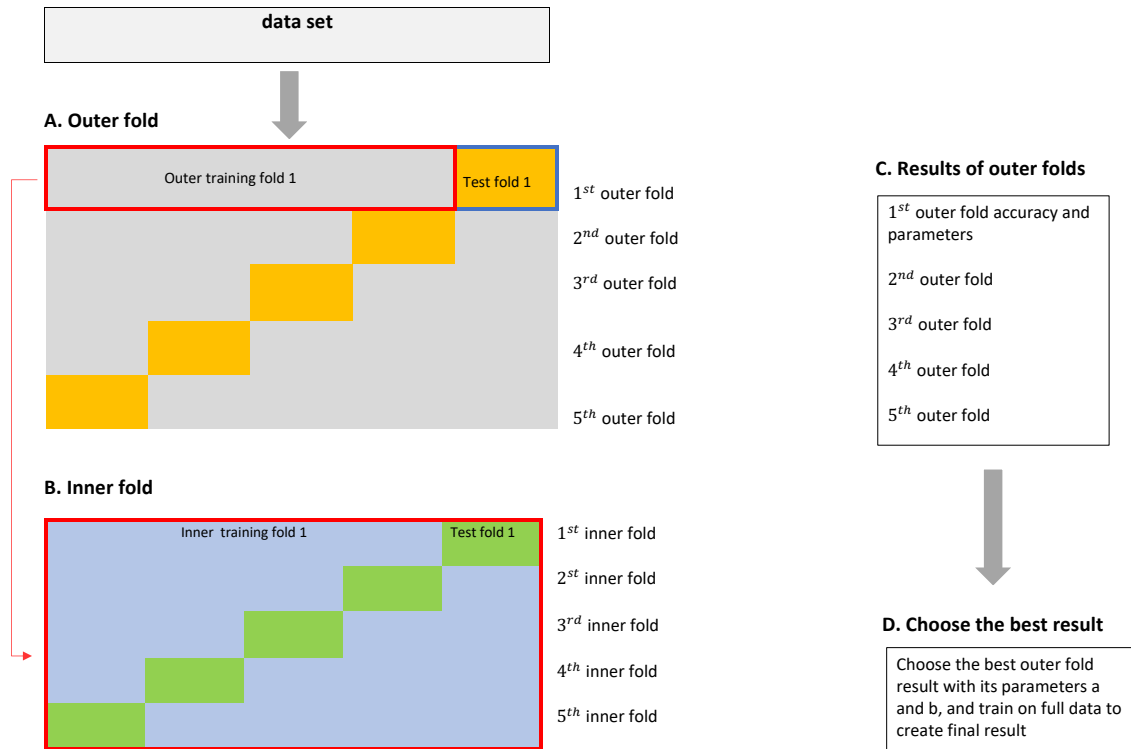 data set
A. Outer fold
Outer training fold 1
Test fold 1
1st outer fold
2nd outer fold
3rd outer fold
4th outer fold
5th outer fold
B. Inner fold
Inner training fold 1
Test fold 1
1st inner fold
2st inner fold
3rd inner fold
4th inner fold
5th inner fold
C. Results of outer folds
1st outer fold accuracy and
parameters
2nd outer fold
3rd outer fold
4th outer fold
5th outer fold
D. Choose the best result
Choose the best outer fold
result with its parameters a
and b, and train on full data to
create final result